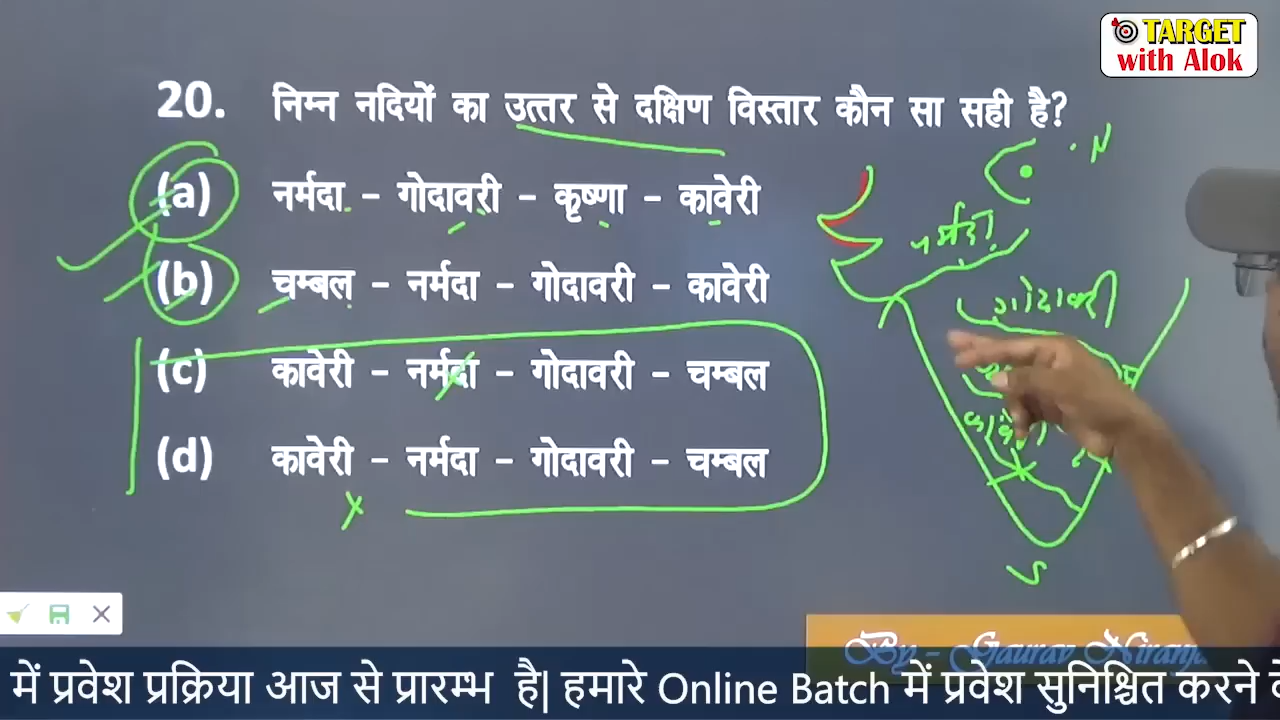 TARGET
with Alok
20. निम्न नदियों का उत्तर से दक्षिण विस्तार कौन सा सही है?
N
(a) नर्मदा - गोदावरी - कृष्णा - कावेरी
नर्मदा
(b) चम्बल - नर्मदा - गोदावरी - कावेरी
गोदावरी
(c) कावेरी - नर्मदा - गोदावरी - चम्बल
कावेरी
(d) कावेरी - नर्मदा - गोदावरी - चम्बल
S
By - Gaurav
में प्रवेश प्रक्रिया आज से प्रारम्भ है| हमारे Online Batch में प्रवेश सुनिश्चित करने